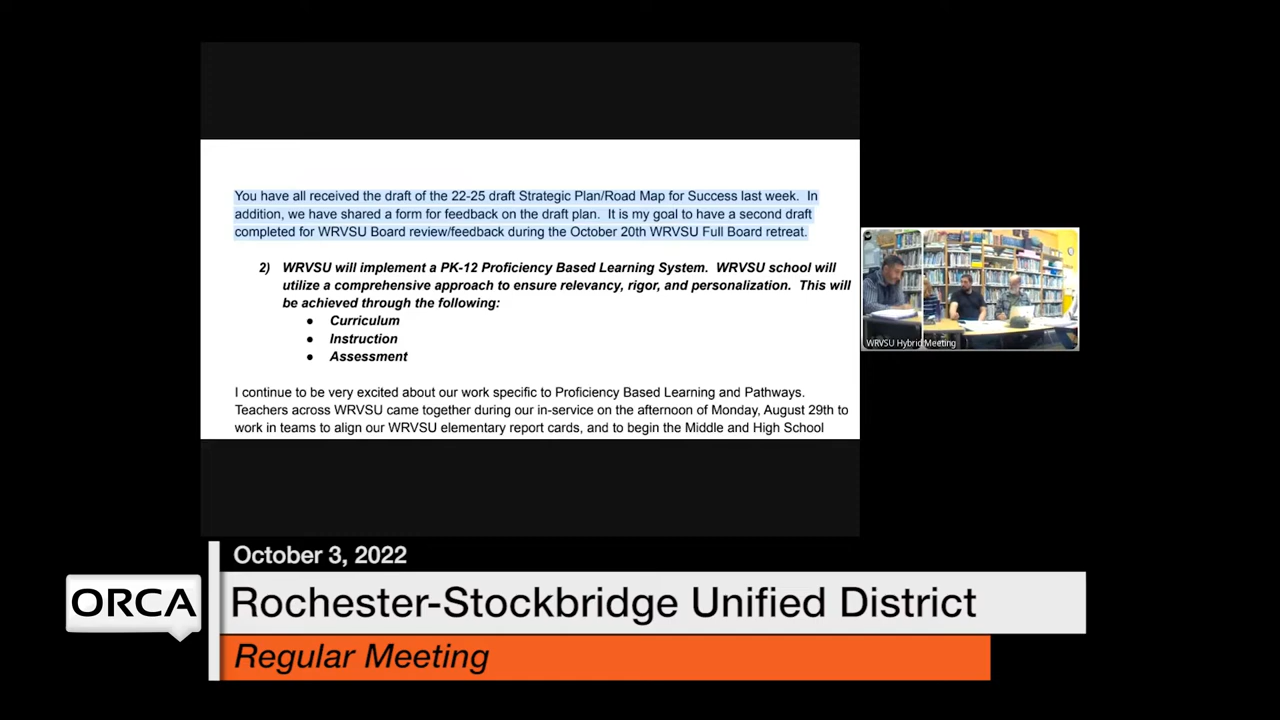 You have all received the draft of the 22-25 draft Strategic Plan/Road Map for Success last week. In
addition, we have shared a form for feedback on the draft plan. It is my goal to have a second draft
completed for WRVSU Board review/feedback during the October 20th WRVSU Full Board retreat.
2) WRVSU will implement a PK-12 Proficiency Based Learning System. WRVSU school will
utilize a comprehensive approach to ensure relevancy, rigor, and personalization. This will
be achieved through the following:
● Curriculum
● Instruction
● Assessment
I continue to be very excited about our work specific to Proficiency Based Learning and Pathways.
Teachers across WRVSU came together during our in-service on the afternoon of Monday, August 29th to
work in teams to align our WRVSU elementary report cards, and to begin the Middle and High School
WRVSU Hybrid Meeting
October 3, 2022
ORCA
Rochester-Stockbridge Unified District
Regular Meeting